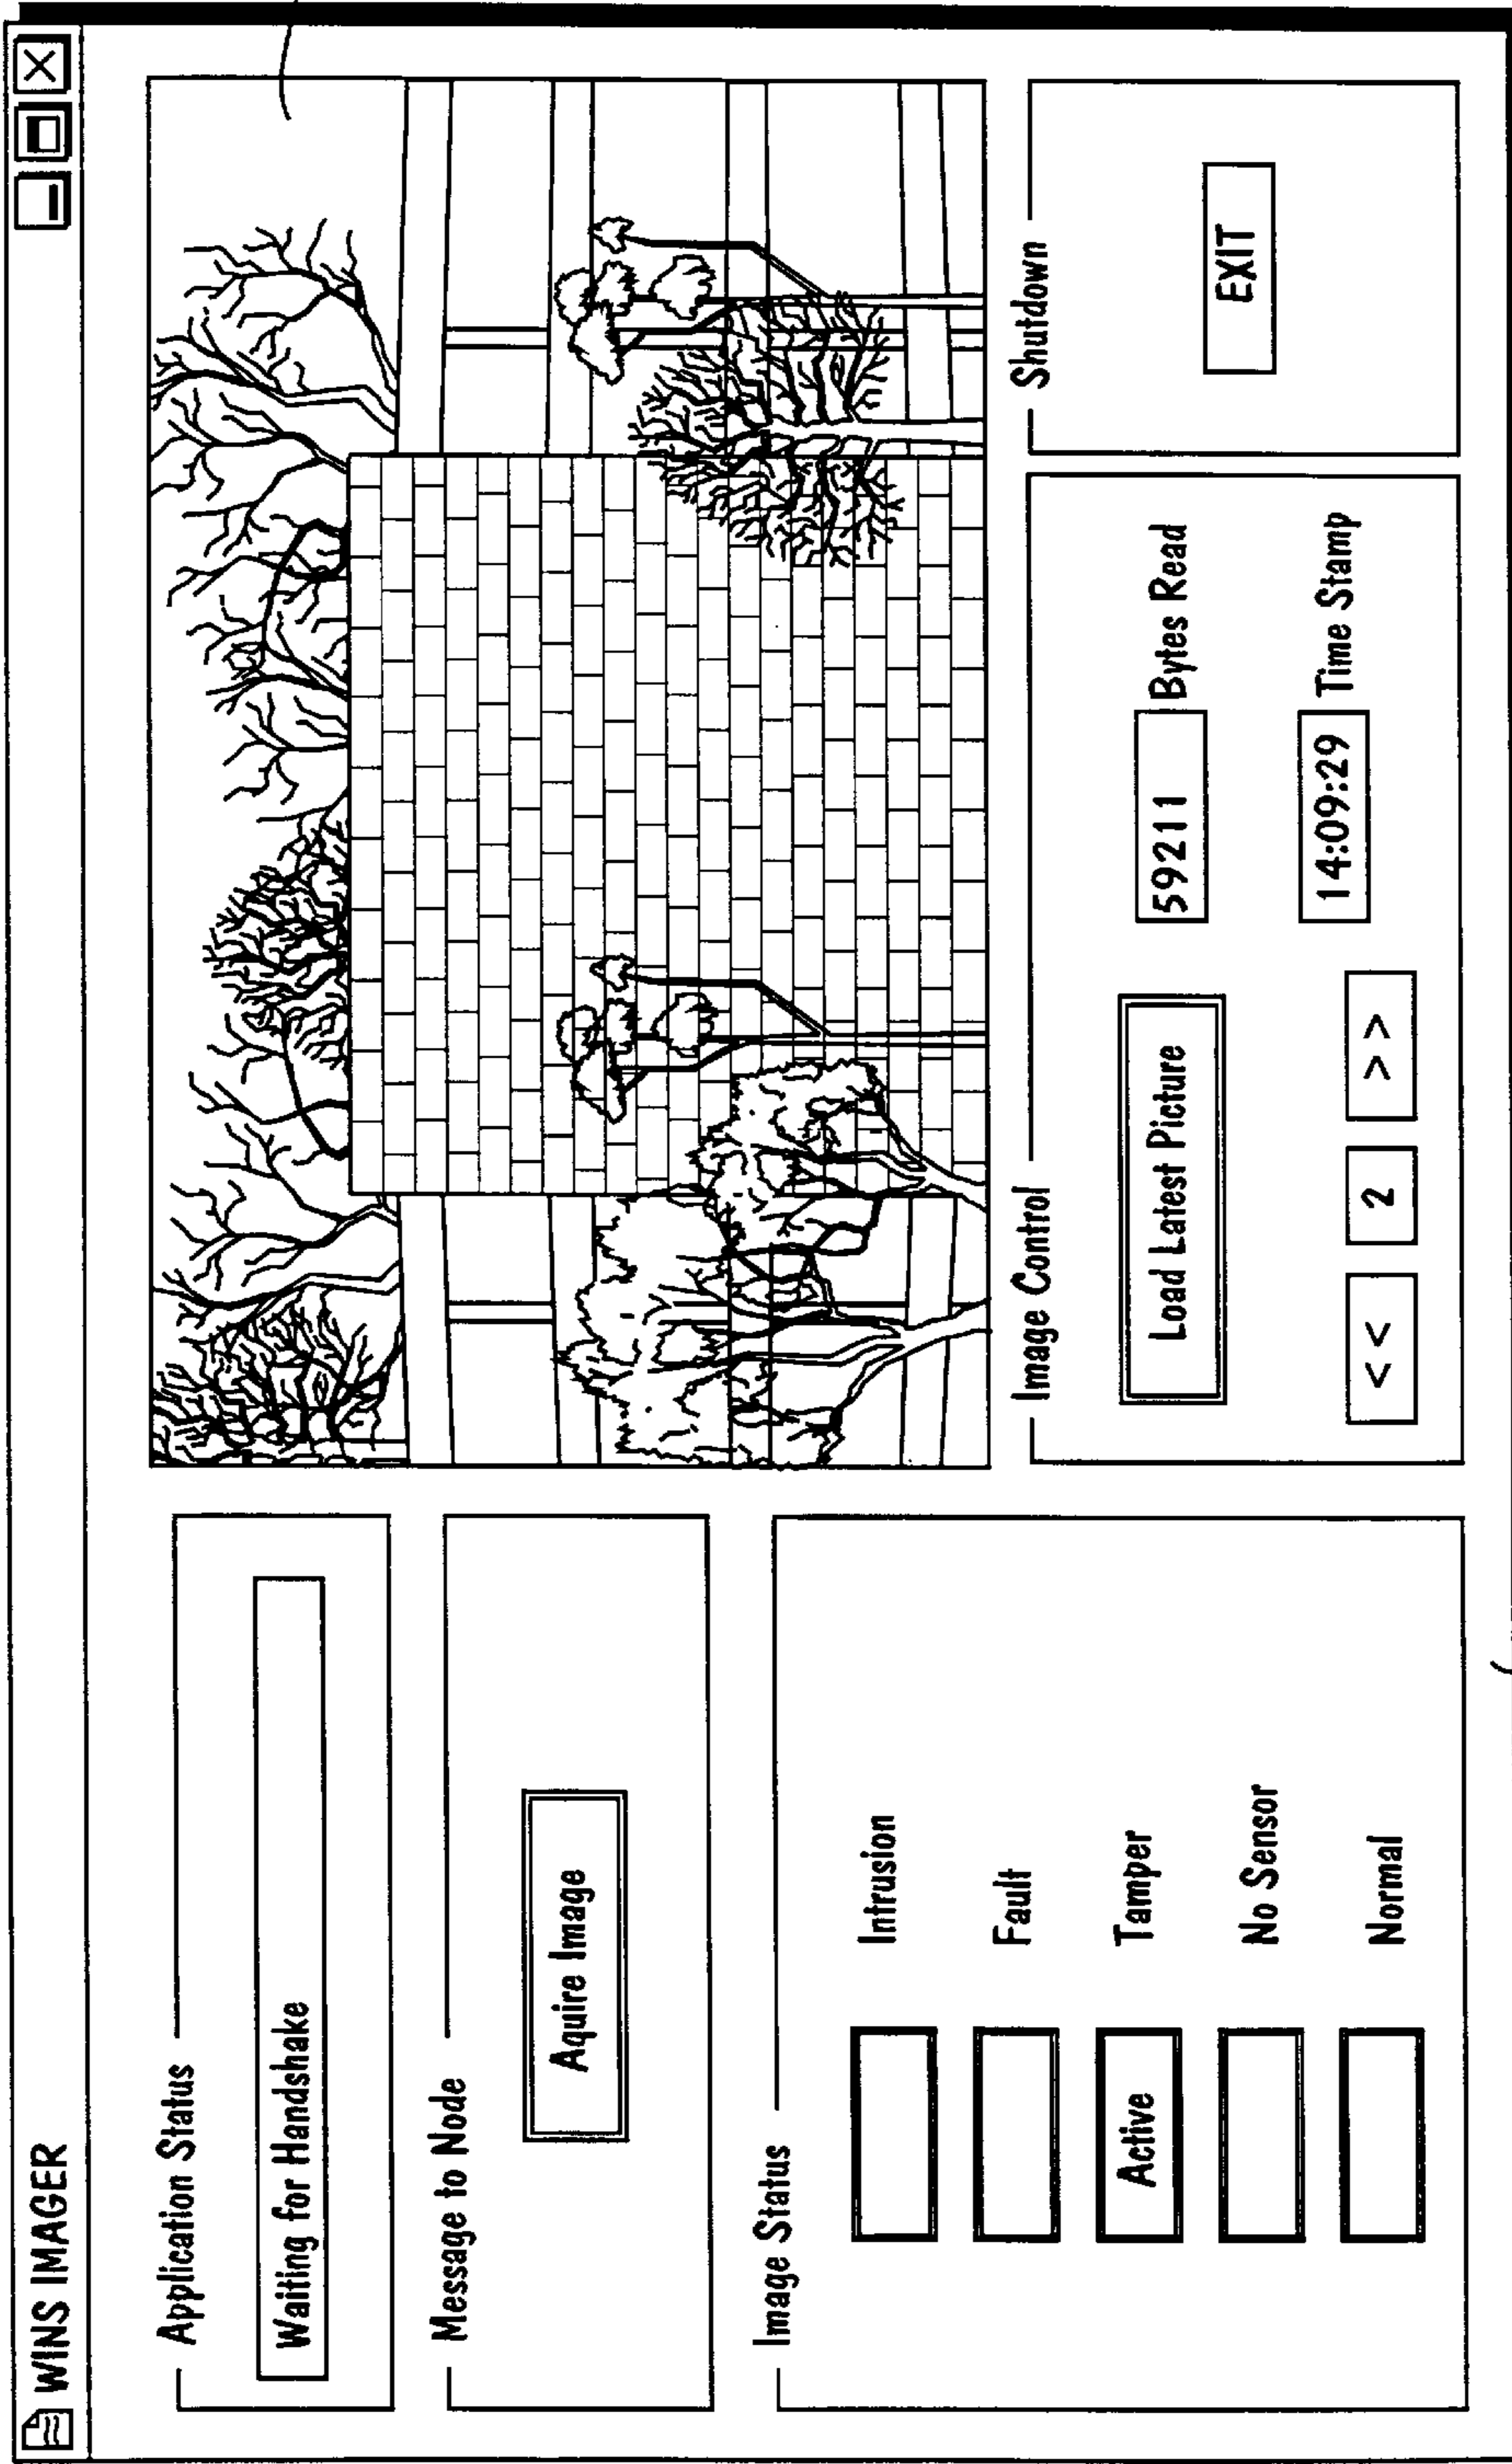 WINS IMAGER
Application Status
Waiting for Handshake
Message to Node
Aquire Image
Image Status
Intrusion
Fault
Active Tamper
No Sensor
Normal
Image Control
Load Latest Picture
59211 Bytes Read
<< 2 >>
14:09:29 Time Stamp
Shutdown
EXIT